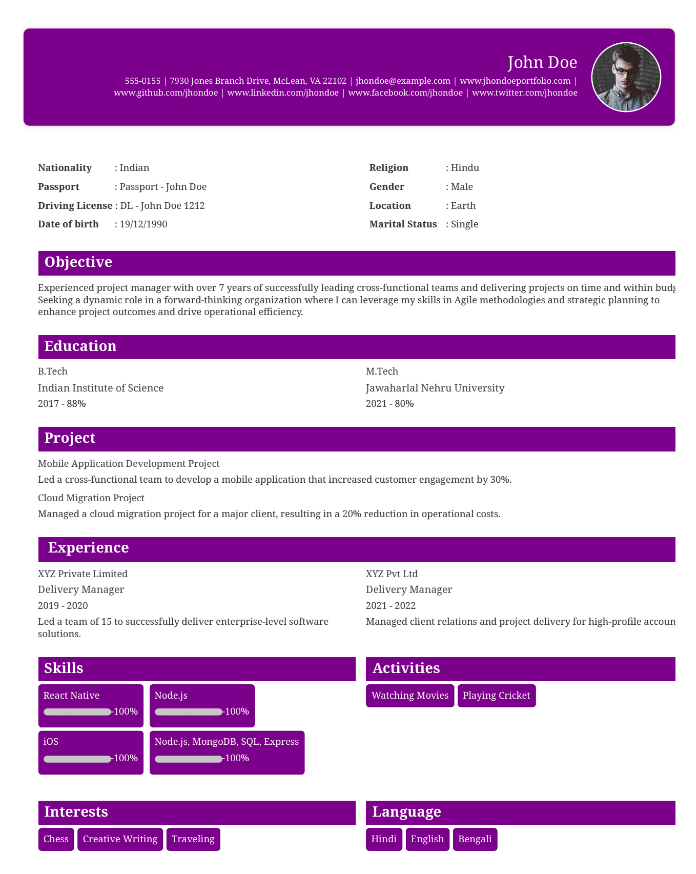 John Doe
555-0155 | 7930 Jones Branch Drive, McLean, VA 22102 | jhondoe@example.com | www.jhondoeportfolio.com |
www.github.com/jhondoe | www.linkedin.com/jhondoe | www.facebook.com/jhondoe | www.twitter.com/jhondoe
Nationality : Indian
Religion : Hindu
Passport : Passport - John Doe
Gender : Male
Driving License : DL - John Doe 1212
Location : Earth
Date of birth : 19/12/1990
Marital Status : Single
Objective
Experienced project manager with over 7 years of successfully leading cross-functional teams and delivering projects on time and within budg
Seeking a dynamic role in a forward-thinking organization where I can leverage my skills in Agile methodologies and strategic planning to
enhance project outcomes and drive operational efficiency.
Education
B.Tech
Indian Institute of Science
2017 - 88%
M.Tech
Jawaharlal Nehru University
2021 - 80%
Project
Mobile Application Development Project
Led a cross-functional team to develop a mobile application that increased customer engagement by 30%.
Cloud Migration Project
Managed a cloud migration project for a major client, resulting in a 20% reduction in operational costs.
Experience
XYZ Private Limited
Delivery Manager
2019 - 2020
Led a team of 15 to successfully deliver enterprise-level software
solutions.
XYZ Pvt Ltd
Delivery Manager
2021 - 2022
Managed client relations and project delivery for high-profile accoun
Skills
React Native
-100%
Node.js
-100%
iOS
-100%
Node.js, MongoDB, SQL, Express
-100%
Activities
Watching Movies
Playing Cricket
Interests
Chess
Creative Writing
Traveling
Language
Hindi
English
Bengali